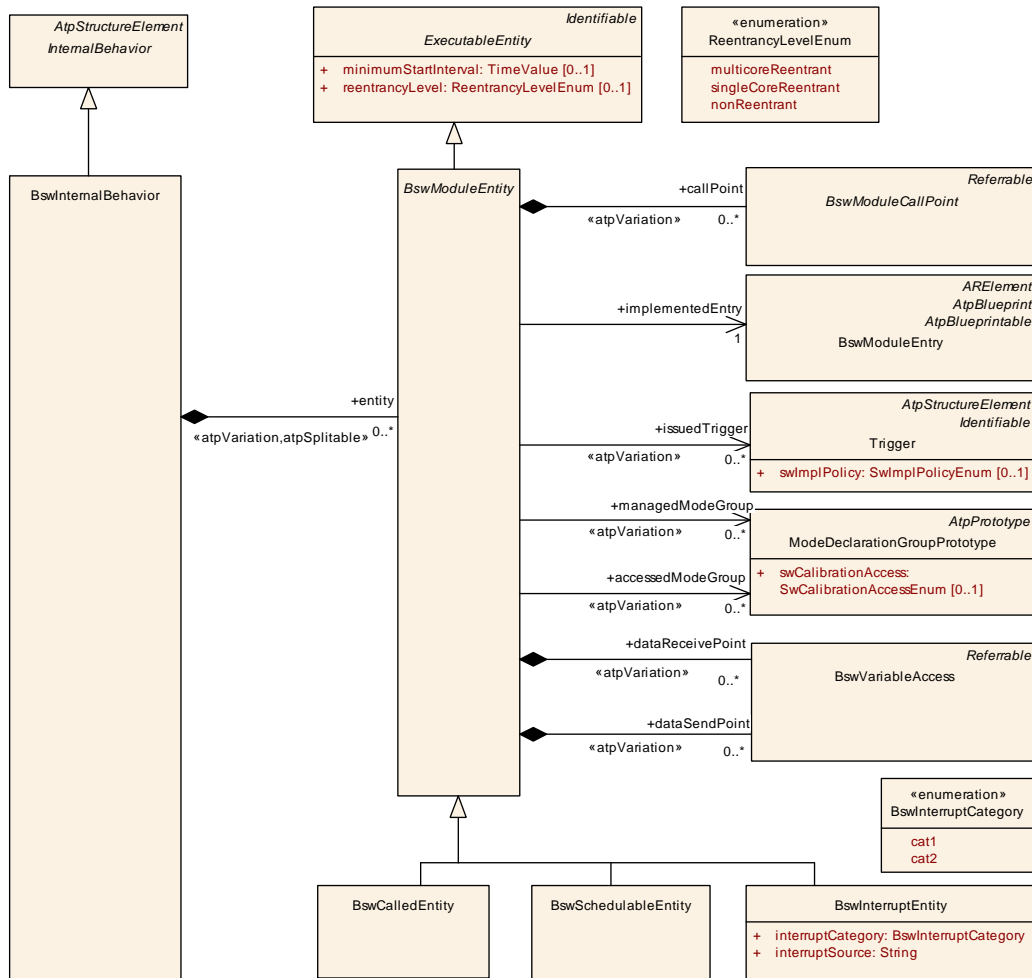 AtpStructureElement
InternalBehavior
Identifiable
ExecutableEntity
+ minimumStartInterval: TimeValue [0..1]
+ reentrancyLevel: ReentrancyLevelEnum [0..1]
«enumeration»
ReentrancyLevelEnum
multicoreReentrant
singleCoreReentrant
nonReentrant
BswInternalBehavior
BswModuleEntity
+callPoint
«atpVariation» 0..*
Referrable
BswModuleCallPoint
+implementedEntry
1
ARElement
AtpBlueprint
AtpBlueprintable
BswModuleEntry
+entity
«atpVariation,atpSplitable» 0..*
+issuedTrigger
«atpVariation» 0..*
AtpStructureElement
Identifiable
Trigger
+ swImplPolicy: SwImplPolicyEnum [0..1]
+managedModeGroup
«atpVariation» 0..*
AtpPrototype
ModeDeclarationGroupPrototype
+ swCalibrationAccess:
SwCalibrationAccessEnum [0..1]
+accessedModeGroup
«atpVariation» 0..*
+dataReceivePoint
«atpVariation» 0..*
Referrable
BswVariableAccess
+dataSendPoint
«atpVariation» 0..*
«enumeration»
BswInterruptCategory
cat1
cat2
BswCalledEntity
BswSchedulableEntity
BswInterruptEntity
+ interruptCategory: BswInterruptCategory
+ interruptSource: String